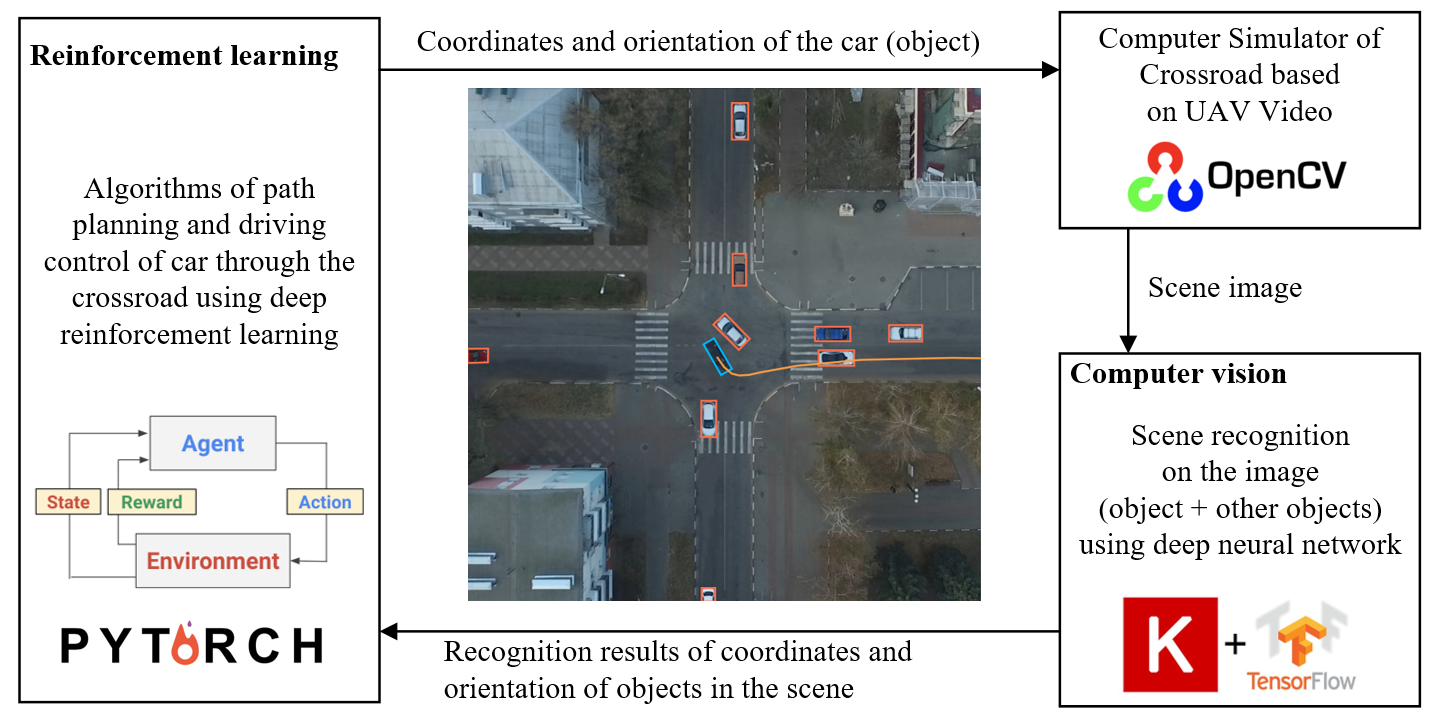 Reinforcement learning
Algorithms of path
planning and driving
control of car through the
crossroad using deep
reinforcement learning
Agent
State
Reward
Action
Environment
PYTORCH
Coordinates and orientation of the car (object)
Computer Simulator of
Crossroad based
on UAV Video
OpenCV
Scene image
Computer vision
Scene recognition
on the image
(object + other objects)
using deep neural network
K
+
TensorFlow
Recognition results of coordinates and
orientation of objects in the scene